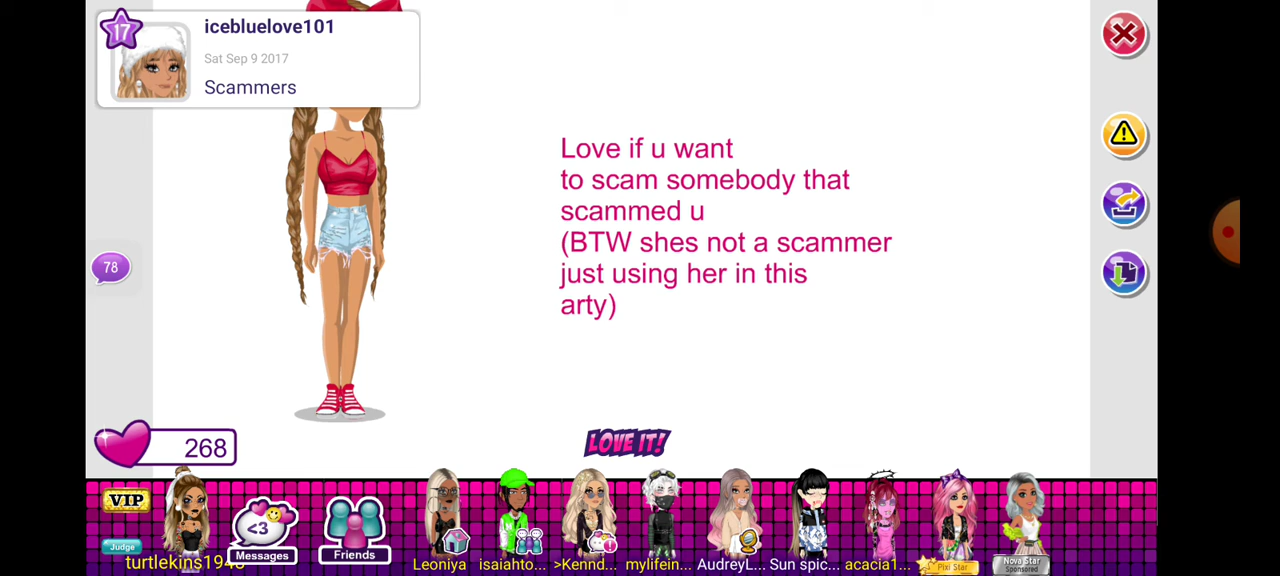 17
icebluelove101
Sat Sep 9 2017
Scammers
Love if u want
to scam somebody that
scammed u
(BTW shes not a scammer
just using her in this
arty)
78
268
LOVE IT!
VIP
Judge
turtlekins1948
<3
Messages
Friends
Leoniya
isaiahto...
>Kennd...
mylifein...
AudreyL...
Sun spic...
acacia1...
Pixi Star
Nova Star
Sponsored